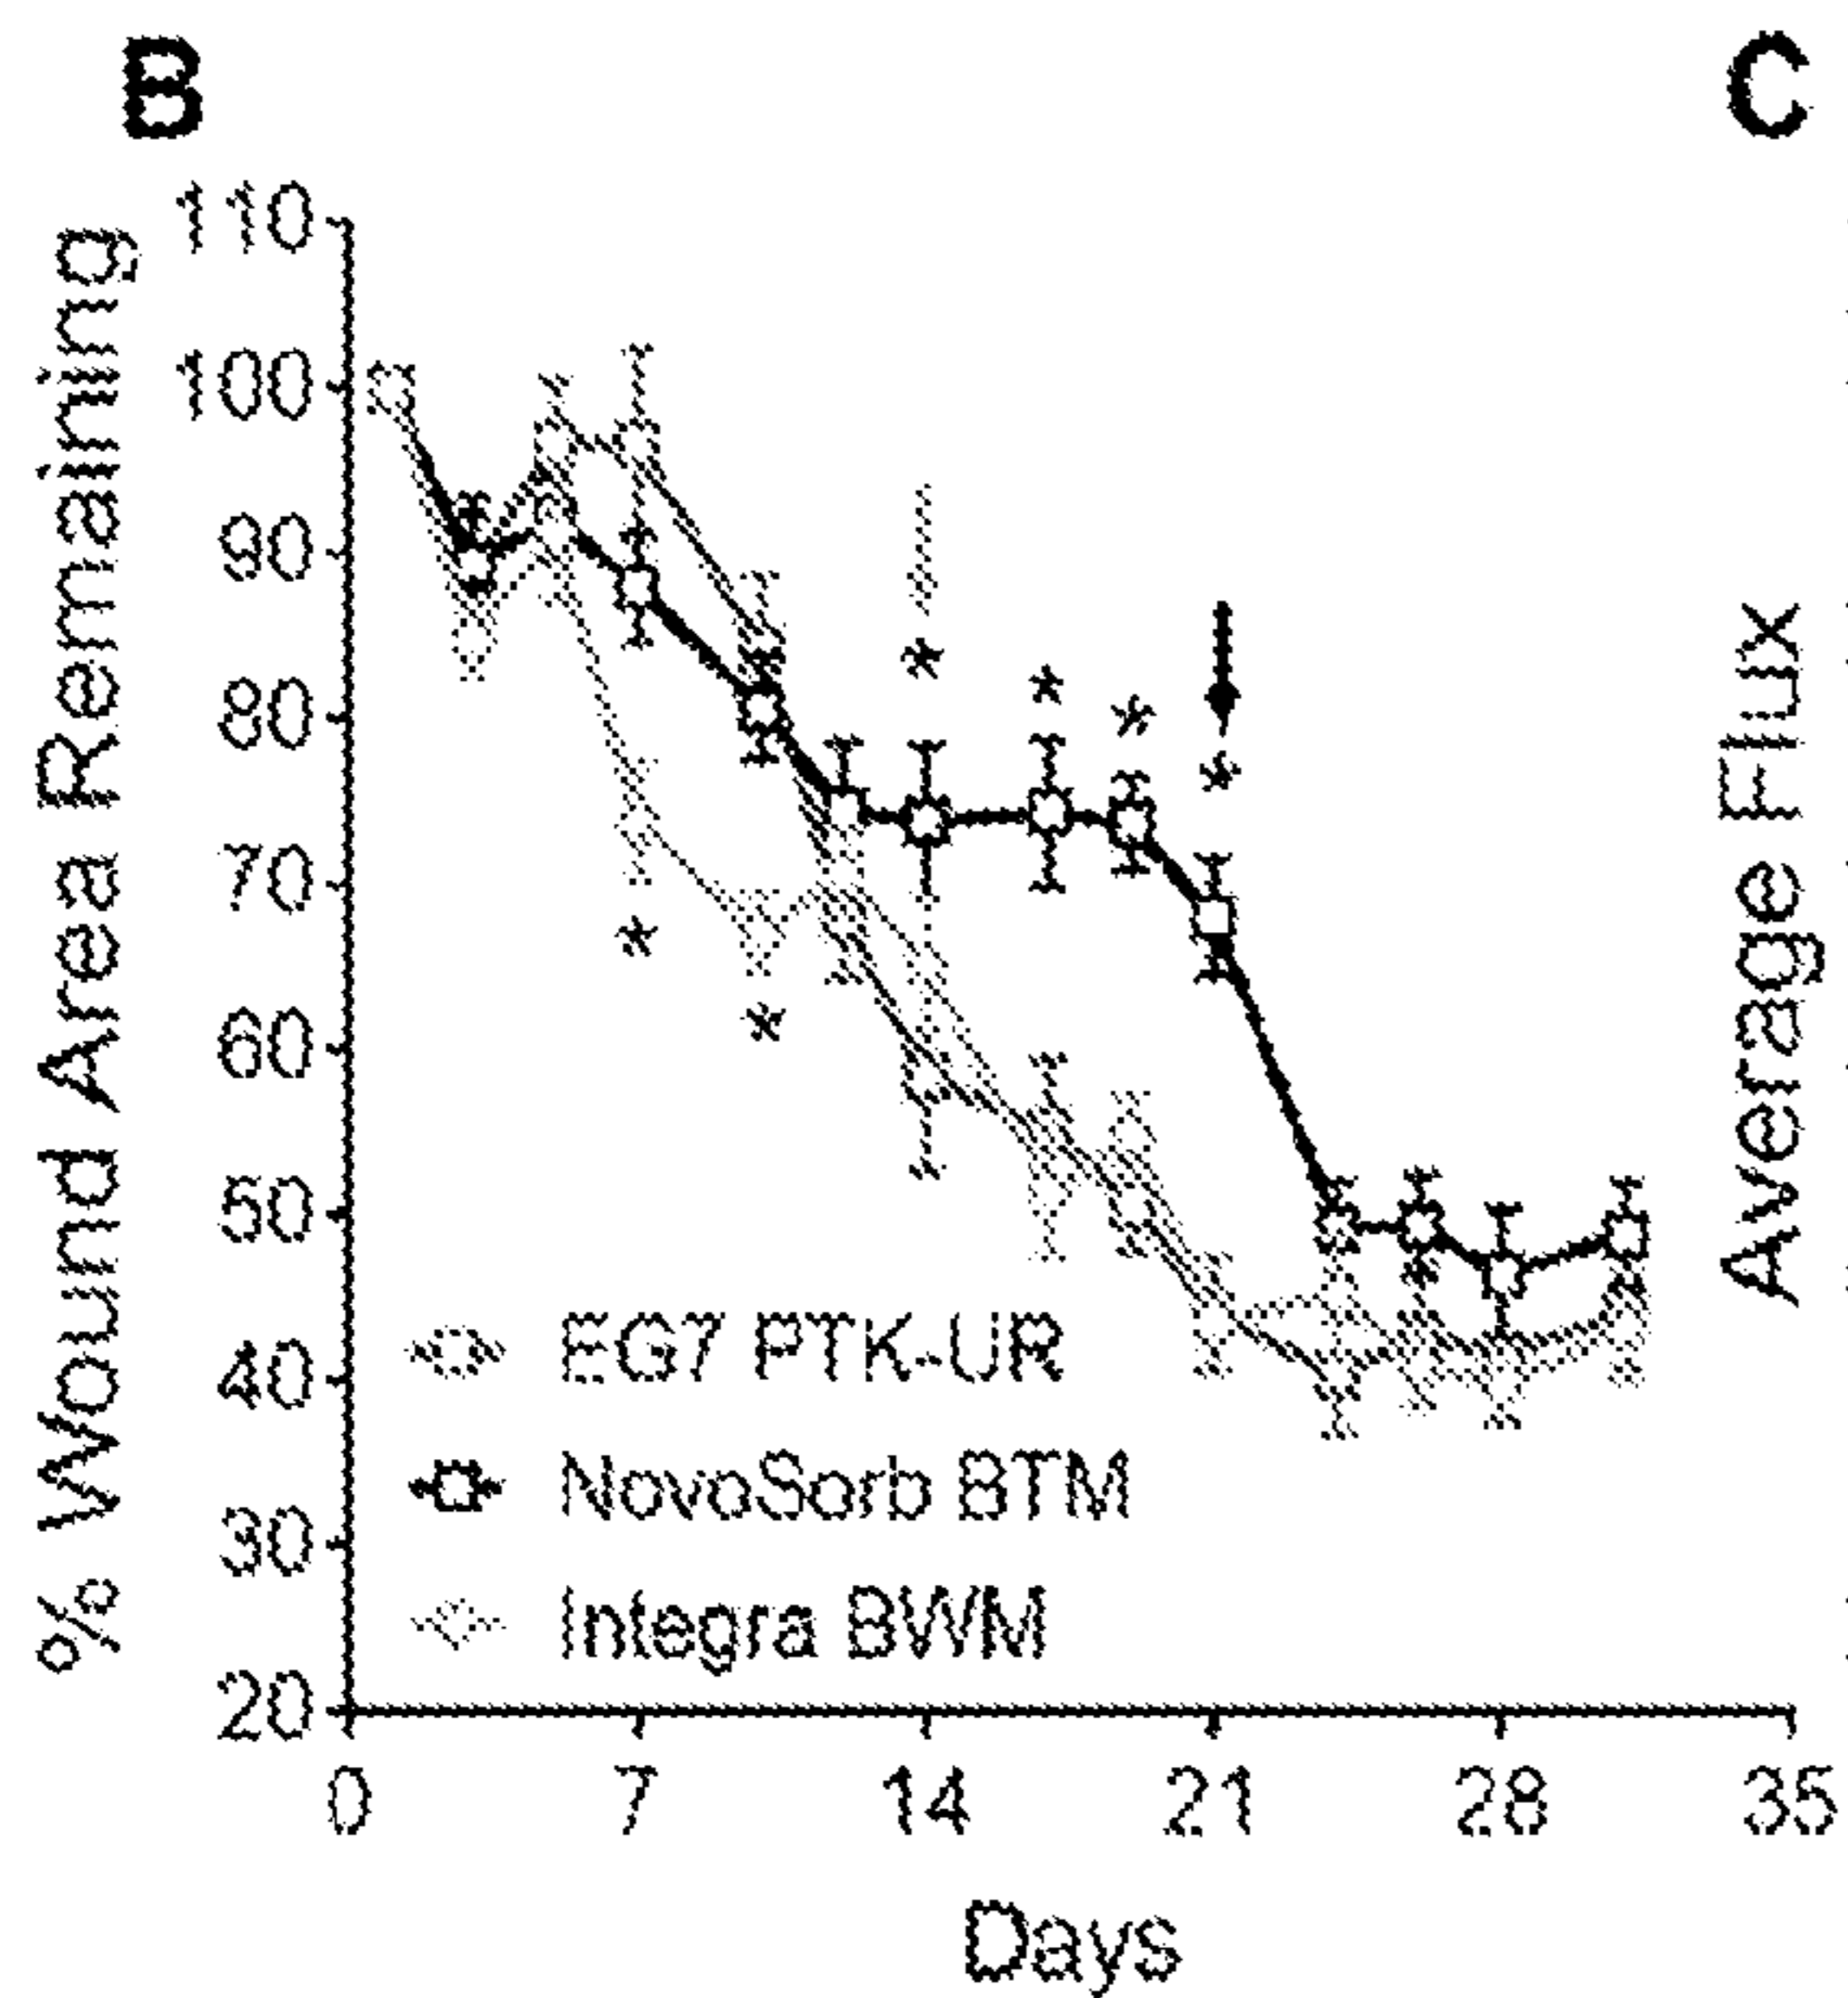 B
C
% Wound Area Remaining
110
100
90
80
70
60
50
40
30
20
EG7 PTK-UR
NovoSorb BTM
Integra BWM
0 7 14 21 28 35
Days
Average Flux